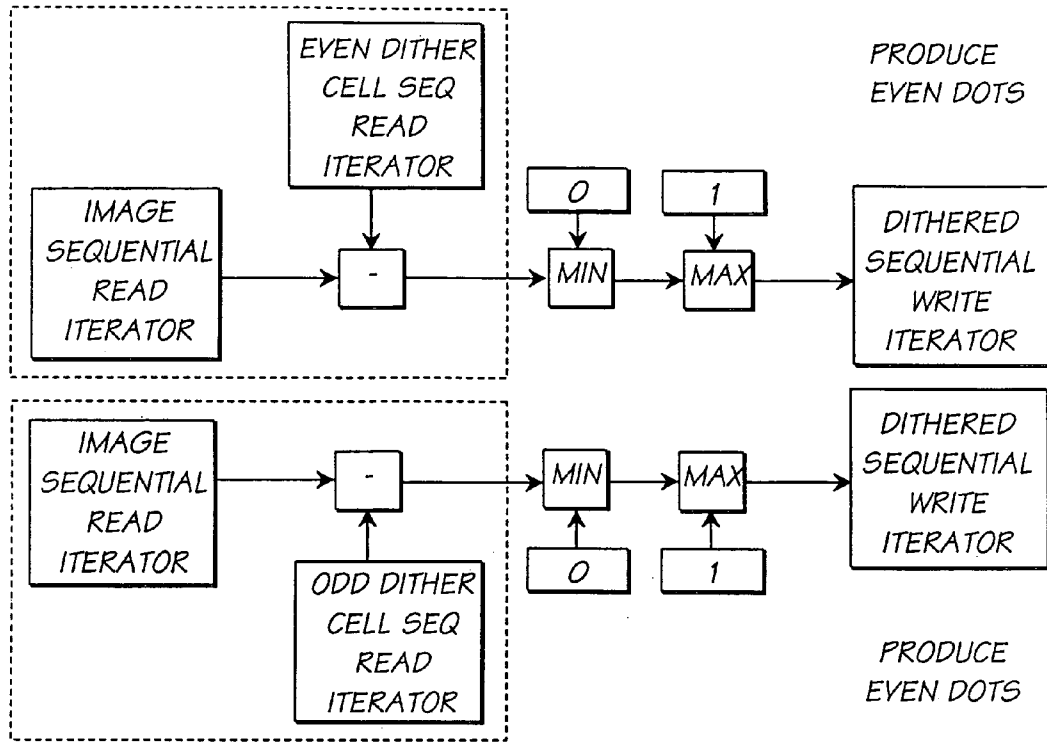 EVEN DITHER
CELL SEQ
READ
ITERATOR
PRODUCE
EVEN DOTS
IMAGE
SEQUENTIAL
READ
ITERATOR
-
0
MIN
1
MAX
DITHERED
SEQUENTIAL
WRITE
ITERATOR
IMAGE
SEQUENTIAL
READ
ITERATOR
-
MIN
0
MAX
1
DITHERED
SEQUENTIAL
WRITE
ITERATOR
ODD DITHER
CELL SEQ
READ
ITERATOR
PRODUCE
EVEN DOTS